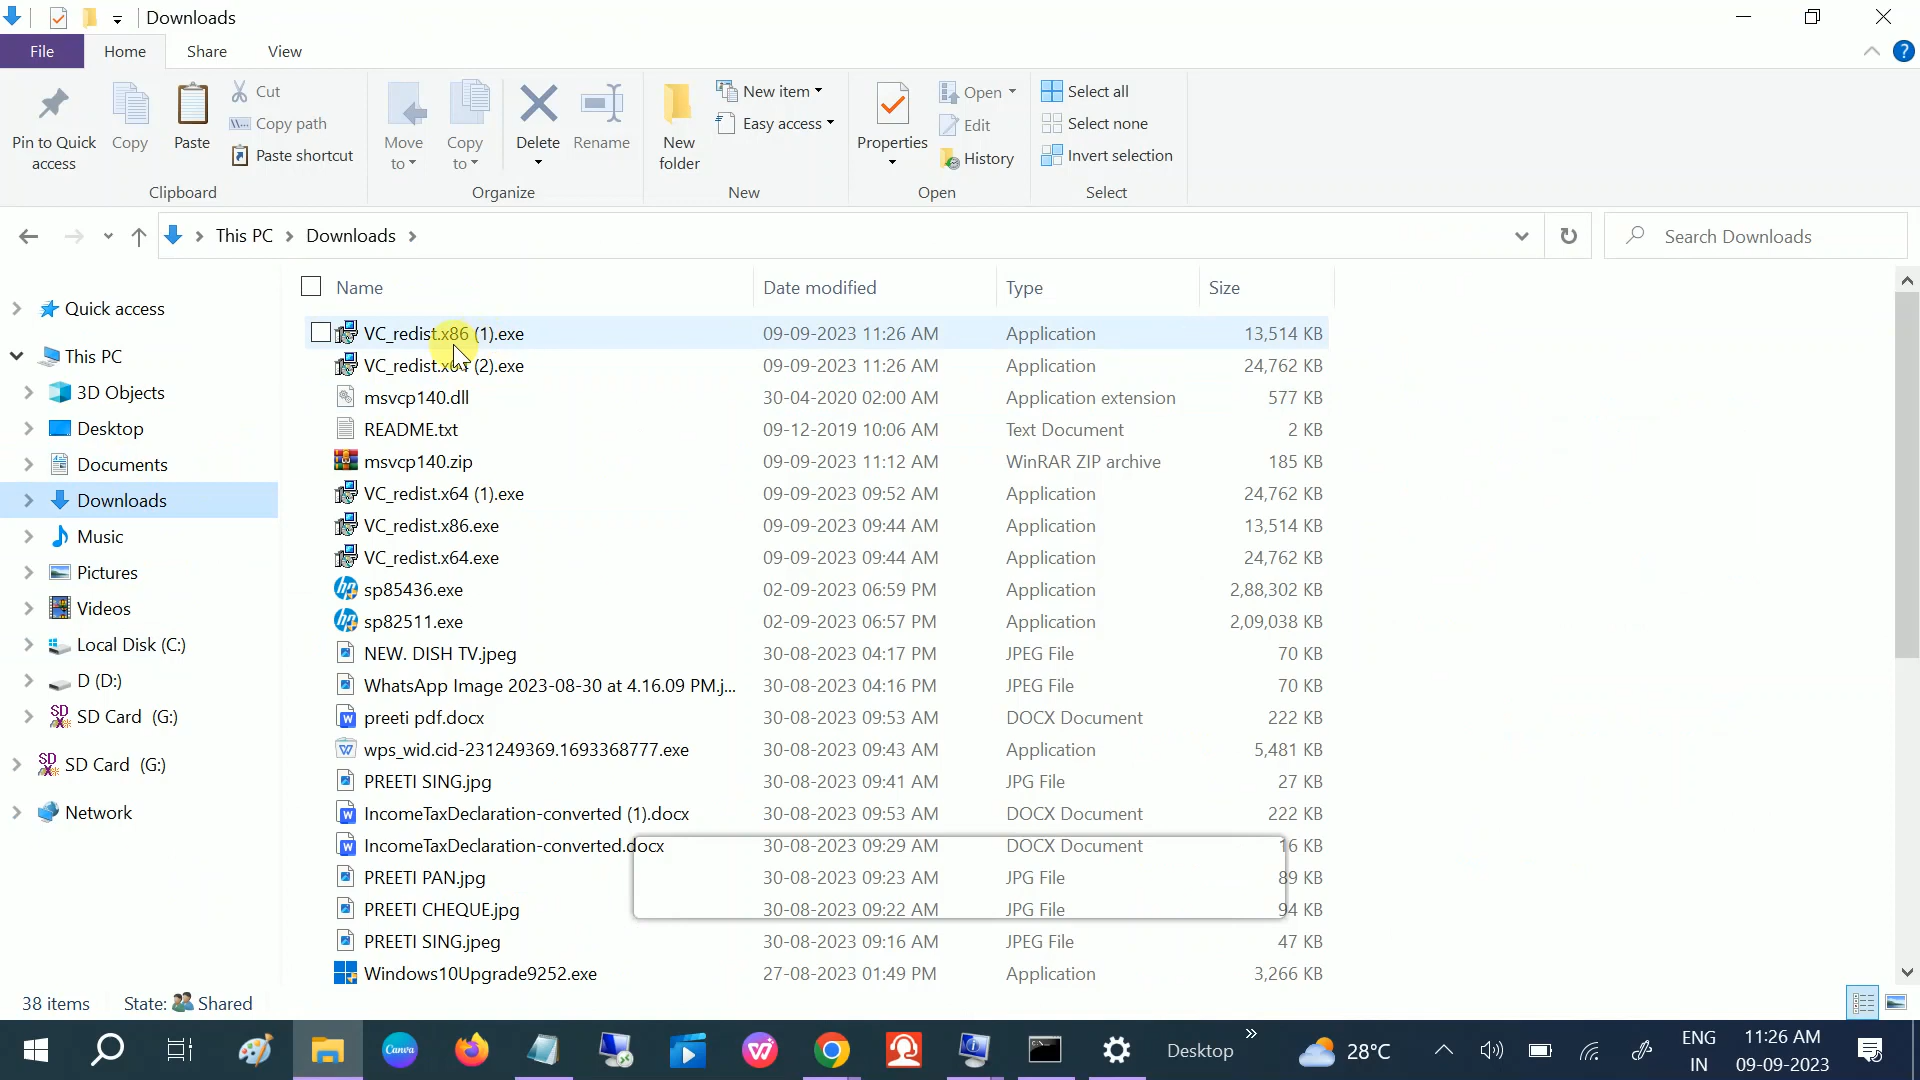 Downloads
File Home Share View
Pin to Quick access
Copy
Paste
Cut
Copy path
Paste shortcut
Clipboard
Move to
Copy to
Delete
Rename
Organize
New folder
New item
Easy access
New
Properties
Open
Edit
History
Open
Select all
Select none
Invert selection
Select
This PC > Downloads >
Search Downloads
Quick access
This PC
3D Objects
Desktop
Documents
Downloads
Music
Pictures
Videos
Local Disk (C:)
D (D:)
SD Card (G:)
SD Card (G:)
Network
Name Date modified Type Size
VC_redist.x86 (1).exe 09-09-2023 11:26 AM Application 13,514 KB
VC_redist.x64 (2).exe 09-09-2023 11:26 AM Application 24,762 KB
msvcp140.dll 30-04-2020 02:00 AM Application extension 577 KB
README.txt 09-12-2019 10:06 AM Text Document 2 KB
msvcp140.zip 09-09-2023 11:12 AM WinRAR ZIP archive 185 KB
VC_redist.x64 (1).exe 09-09-2023 09:52 AM Application 24,762 KB
VC_redist.x86.exe 09-09-2023 09:44 AM Application 13,514 KB
VC_redist.x64.exe 09-09-2023 09:44 AM Application 24,762 KB
sp85436.exe 02-09-2023 06:59 PM Application 2,88,302 KB
sp82511.exe 02-09-2023 06:57 PM Application 2,09,038 KB
NEW. DISH TV.jpeg 30-08-2023 04:17 PM JPEG File 70 KB
WhatsApp Image 2023-08-30 at 4.16.09 PM.j... 30-08-2023 04:16 PM JPEG File 70 KB
preeti pdf.docx 30-08-2023 09:53 AM DOCX Document 222 KB
wps_wid.cid-231249369.1693368777.exe 30-08-2023 09:43 AM Application 5,481 KB
PREETI SING.jpg 30-08-2023 09:41 AM JPG File 27 KB
IncomeTaxDeclaration-converted (1).docx 30-08-2023 09:53 AM DOCX Document 222 KB
IncomeTaxDeclaration-converted.docx 30-08-2023 09:29 AM DOCX Document 16 KB
PREETI PAN.jpg 30-08-2023 09:23 AM JPG File 89 KB
PREETI CHEQUE.jpg 30-08-2023 09:22 AM JPG File 94 KB
PREETI SING.jpeg 30-08-2023 09:16 AM JPEG File 47 KB
Windows10Upgrade9252.exe 27-08-2023 01:49 PM Application 3,266 KB
38 items State: Shared
Canva
Desktop
28°C
ENG
IN
11:26 AM
09-09-2023